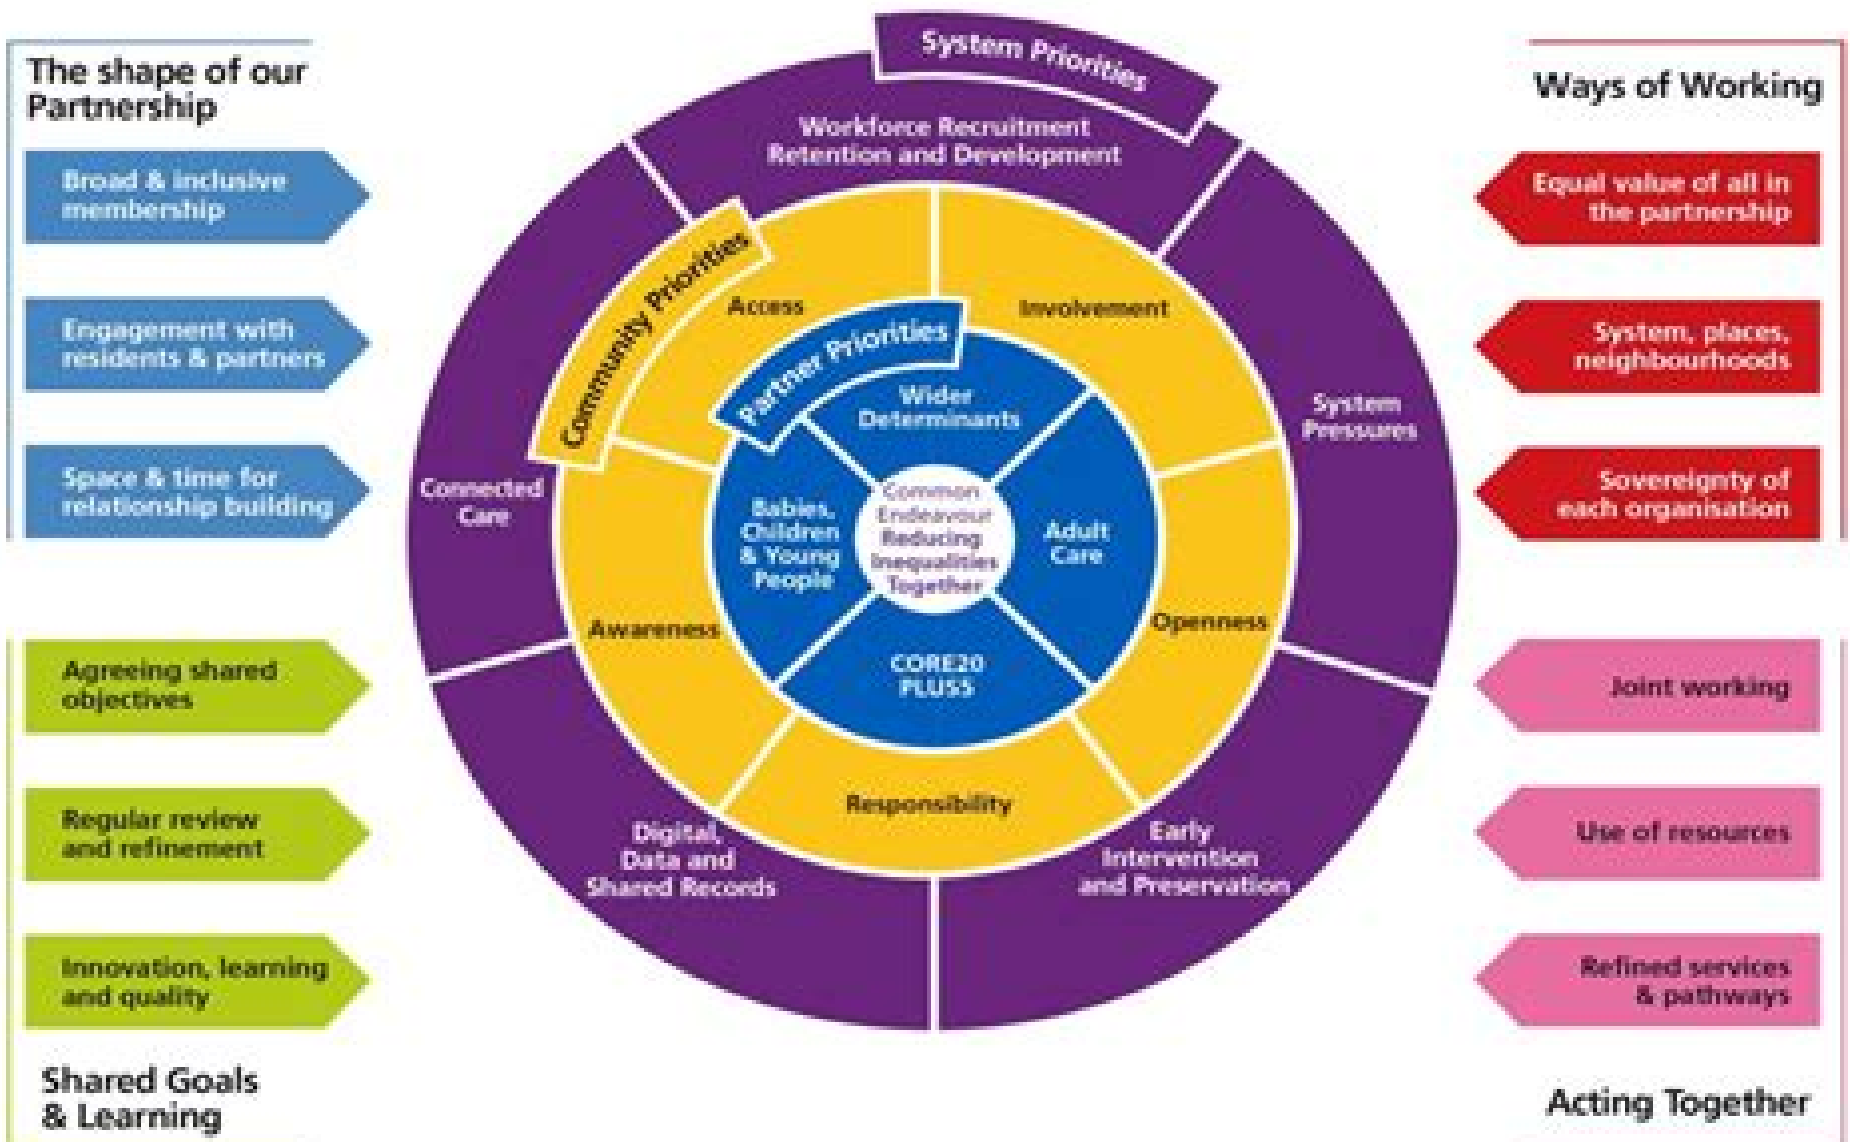 The shape of our
Partnership
Broad & inclusive
membership
Engagement with
residents & partners
Space & time for
relationship building
Agreeing shared
objectives
Regular review
and refinement
Innovation, learning
and quality
Shared Goals
& Learning
System Priorities
Workforce Recruitment
Retention and Development
System
Pressures
Early
Intervention
and Preservation
Digital,
Data and
Shared Records
Connected
Care
Community Priorities
Access
Involvement
Openness
Responsibility
Awareness
Partner Priorities
Wider
Determinants
Adult
Care
CORE20
PLUS5
Babies,
Children
& Young
People
Common
Endeavour
Reducing
Inequalities
Together
Ways of Working
Equal value of all in
the partnership
System, places,
neighbourhoods
Sovereignty of
each organisation
Joint working
Use of resources
Refined services
& pathways
Acting Together